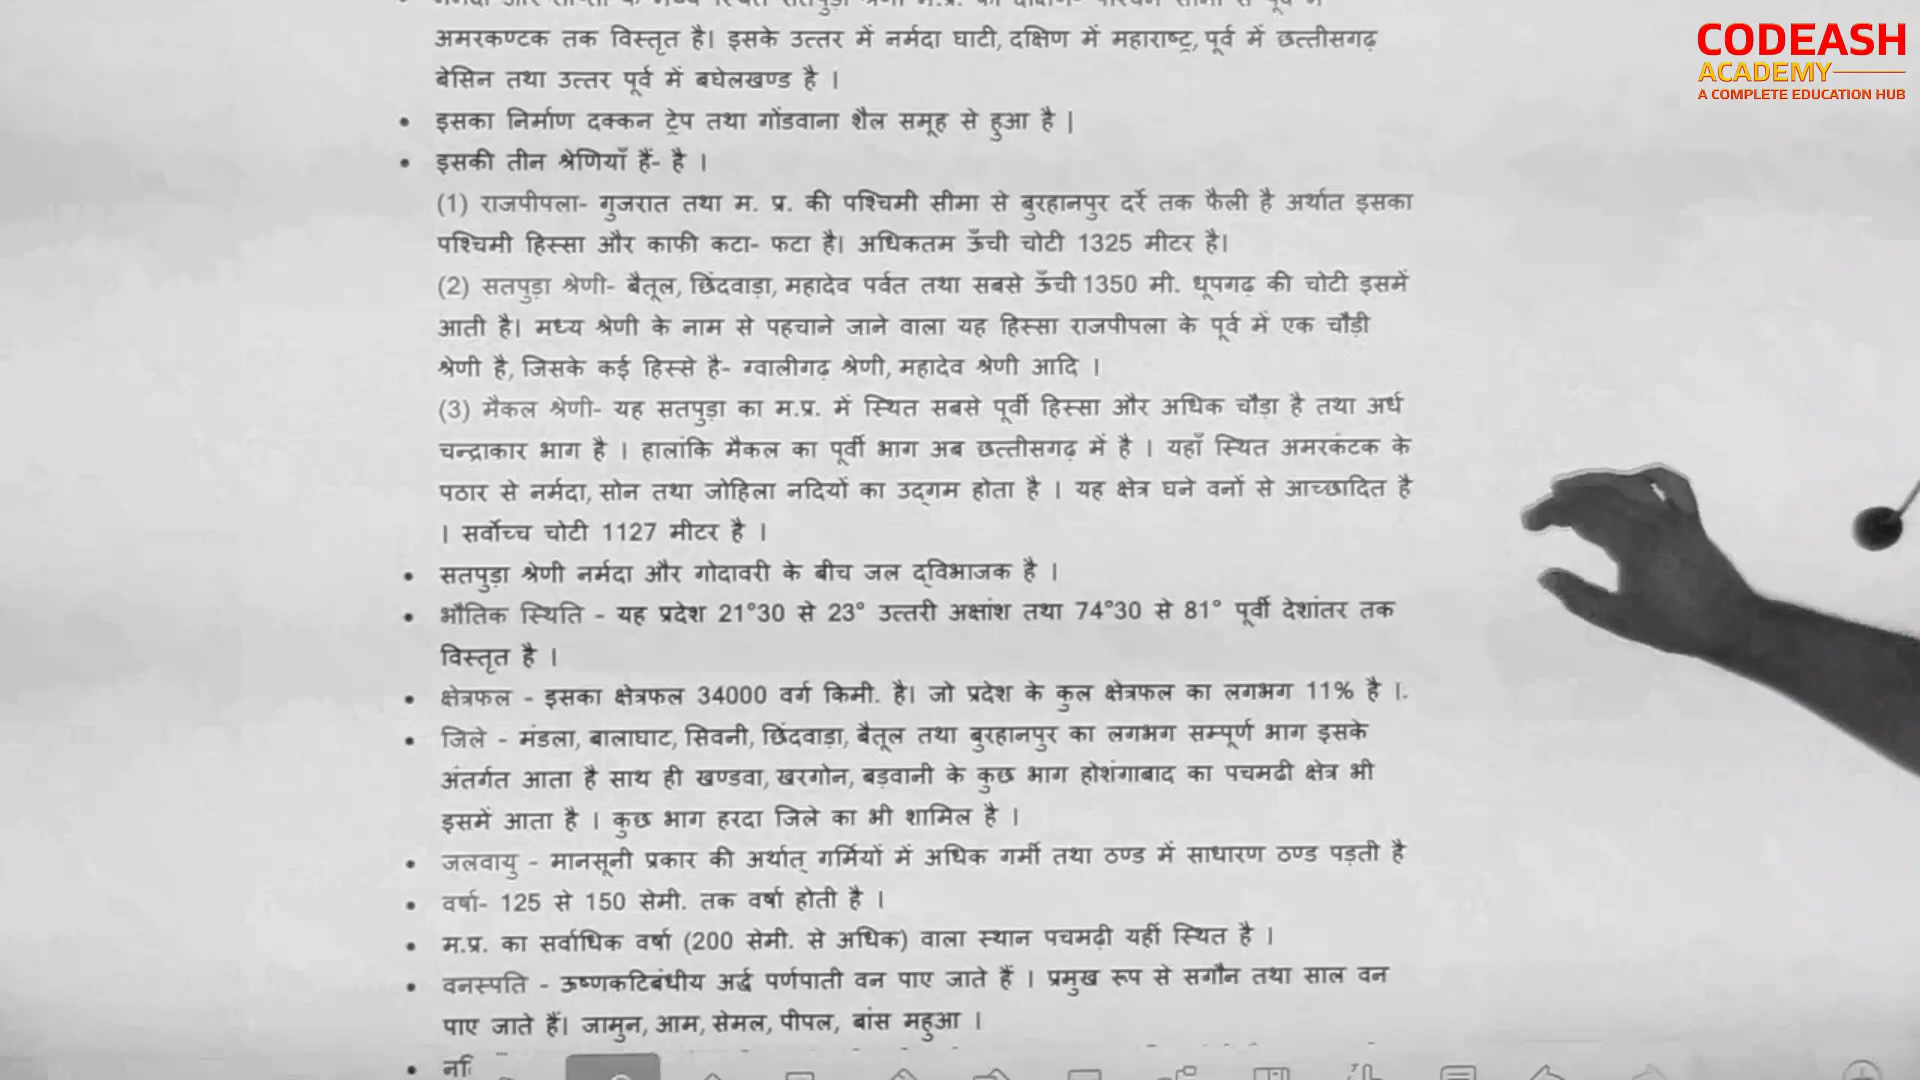 CODEASH
ACADEMY
A COMPLETE EDUCATION HUB
अमरकण्टक तक विस्तृत है। इसके उत्तर में नर्मदा घाटी, दक्षिण में महाराष्ट्र, पूर्व में छत्तीसगढ़
बेसिन तथा उत्तर पूर्व में बघेलखण्ड है ।
• इसका निर्माण दक्कन ट्रेप तथा गोंडवाना शैल समूह से हुआ है |
• इसकी तीन श्रेणियाँ हैं- है ।
(1) राजपीपला- गुजरात तथा म. प्र. की पश्चिमी सीमा से बुरहानपुर दर्रे तक फैली है अर्थात इसका
पश्चिमी हिस्सा और काफी कटा- फटा है। अधिकतम ऊँची चोटी 1325 मीटर है।
(2) सतपुड़ा श्रेणी- बैतूल, छिंदवाड़ा, महादेव पर्वत तथा सबसे ऊँची 1350 मी. धूपगढ़ की चोटी इसमें
आती है। मध्य श्रेणी के नाम से पहचाने जाने वाला यह हिस्सा राजपीपला के पूर्व में एक चौड़ी
श्रेणी है, जिसके कई हिस्से है- ग्वालीगढ़ श्रेणी, महादेव श्रेणी आदि ।
(3) मैकल श्रेणी- यह सतपुड़ा का म.प्र. में स्थित सबसे पूर्वी हिस्सा और अधिक चौड़ा है तथा अर्ध
चन्द्राकार भाग है । हालांकि मैकल का पूर्वी भाग अब छत्तीसगढ़ में है । यहाँ स्थित अमरकंटक के
पठार से नर्मदा, सोन तथा जोहिला नदियों का उद्गम होता है । यह क्षेत्र घने वनों से आच्छादित है
। सर्वोच्च चोटी 1127 मीटर है ।
• सतपुड़ा श्रेणी नर्मदा और गोदावरी के बीच जल द्विभाजक है ।
• भौतिक स्थिति - यह प्रदेश 21°30 से 23° उत्तरी अक्षांश तथा 74°30 से 81° पूर्वी देशांतर तक
विस्तृत है ।
• क्षेत्रफल - इसका क्षेत्रफल 34000 वर्ग किमी. है। जो प्रदेश के कुल क्षेत्रफल का लगभग 11% है ।.
• जिले - मंडला, बालाघाट, सिवनी, छिंदवाड़ा, बैतूल तथा बुरहानपुर का लगभग सम्पूर्ण भाग इसके
अंतर्गत आता है साथ ही खण्डवा, खरगोन, बड़वानी के कुछ भाग होशंगाबाद का पचमढी क्षेत्र भी
इसमें आता है । कुछ भाग हरदा जिले का भी शामिल है ।
• जलवायु - मानसूनी प्रकार की अर्थात् गर्मियों में अधिक गर्मी तथा ठण्ड में साधारण ठण्ड पड़ती है
• वर्षा- 125 से 150 सेमी. तक वर्षा होती है ।
• म.प्र. का सर्वाधिक वर्षा (200 सेमी. से अधिक) वाला स्थान पचमढ़ी यहीं स्थित है ।
• वनस्पति - ऊष्णकटिबंधीय अर्द्ध पर्णपाती वन पाए जाते हैं । प्रमुख रूप से सगौन तथा साल वन
पाए जाते हैं। जामुन, आम, सेमल, पीपल, बांस महुआ ।